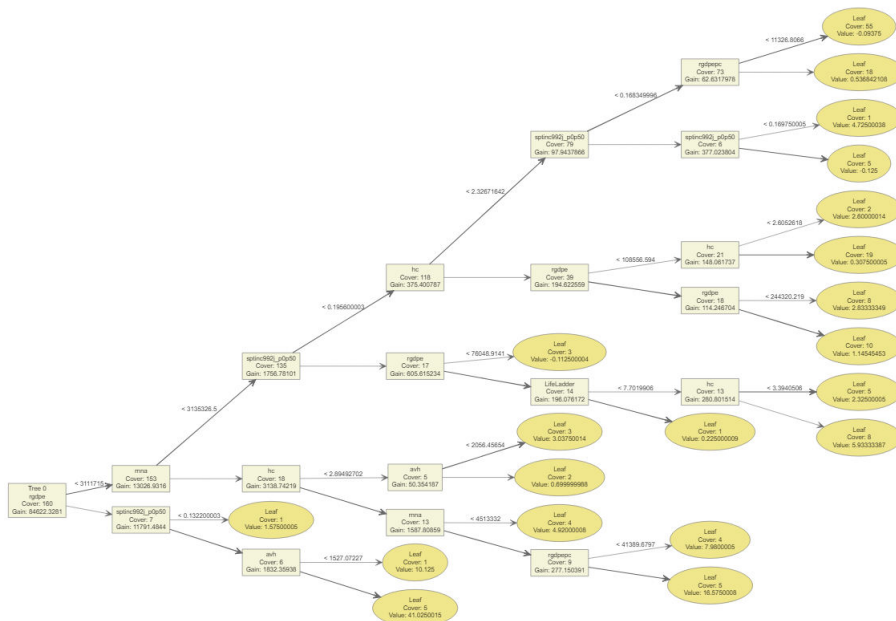 Leaf
Cover: 55
Value: -0.09375
< 11326.8066
rgdpepc
Cover: 73
Gain: 62.6317978
Leaf
Cover: 18
Value: 0.536842108
< 0.168349996
Leaf
Cover: 1
Value: 4.72500038
< 0.169750005
sptinc992j_p0p50
Cover: 79
Gain: 97.9437866
sptinc992j_p0p50
Cover: 6
Gain: 377.023804
Leaf
Cover: 5
Value: -0.125
< 2.32671642
Leaf
Cover: 2
Value: 2.60000014
< 2.6052618
hc
Cover: 118
Gain: 375.400787
rgdpe
Cover: 39
Gain: 194.622559
< 108556.594
hc
Cover: 21
Gain: 148.081737
Leaf
Cover: 19
Value: 0.307500005
rgdpe
Cover: 18
Gain: 114.246704
< 244320.219
Leaf
Cover: 8
Value: 2.83333349
< 0.195600003
Leaf
Cover: 10
Value: 1.14545453
sptinc992j_p0p50
Cover: 135
Gain: 1756.78101
rgdpe
Cover: 17
Gain: 605.615234
< 76048.9141
Leaf
Cover: 3
Value: -0.112500004
LifeLadder
Cover: 14
Gain: 196.076172
< 7.7019906
hc
Cover: 13
Gain: 280.801514
< 3.3940506
Leaf
Cover: 5
Value: 2.32500005
< 3135326.5
Leaf
Cover: 3
Value: 3.03750014
Leaf
Cover: 1
Value: 0.225000009
Leaf
Cover: 8
Value: 5.93333387
< 2056.45654
rnna
Cover: 153
Gain: 13026.9316
hc
Cover: 18
Gain: 3138.74219
< 2.89492702
avh
Cover: 5
Gain: 50.354187
Leaf
Cover: 2
Value: 0.899999988
< 3111715
Tree 0
rgdpe
Cover: 160
Gain: 84622.3281
sptinc992j_p0p50
Cover: 7
Gain: 11791.4844
< 0.132200003
Leaf
Cover: 1
Value: 1.57500005
rnna
Cover: 13
Gain: 1587.80859
< 4513332
Leaf
Cover: 4
Value: 4.92000008
avh
Cover: 6
Gain: 1832.35938
< 1527.07227
Leaf
Cover: 1
Value: 10.125
rgdpepc
Cover: 9
Gain: 277.150391
< 41389.6797
Leaf
Cover: 4
Value: 7.9800005
Leaf
Cover: 5
Value: 16.5750008
Leaf
Cover: 5
Value: 41.0250015